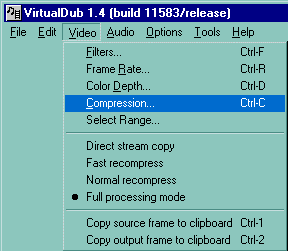 VirtualDub 1.4 (build 11583/release)
File Edit Video Audio Options Tools Help
Filters... Ctrl-F
Frame Rate... Ctrl-R
Color Depth... Ctrl-D
Compression... Ctrl-C
Select Range...
Direct stream copy
Fast recompress
Normal recompress
Full processing mode
Copy source frame to clipboard Ctrl-1
Copy output frame to clipboard Ctrl-2